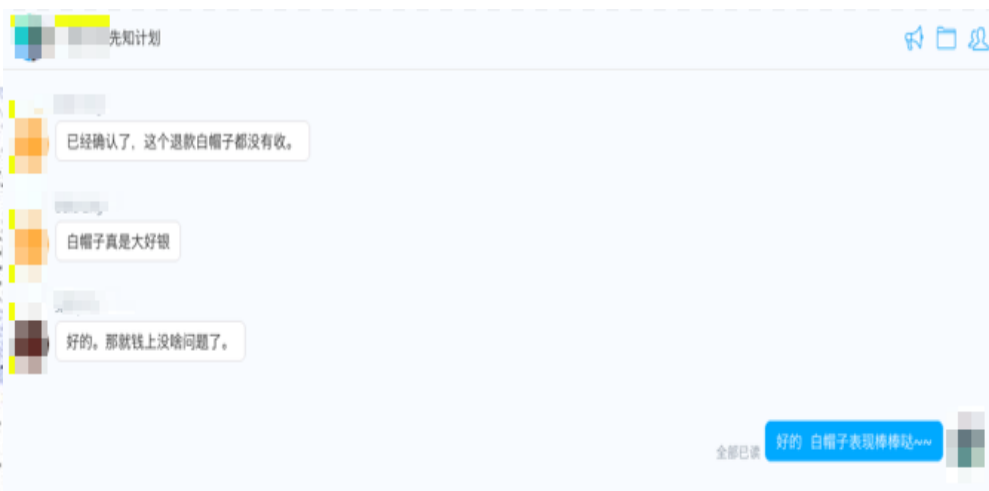 先知计划
已经确认了，这个退款白帽子都没有收。
白帽子真是大好银
好的。那就钱上没啥问题了。
好的 白帽子表现棒棒哒~~
全部已读